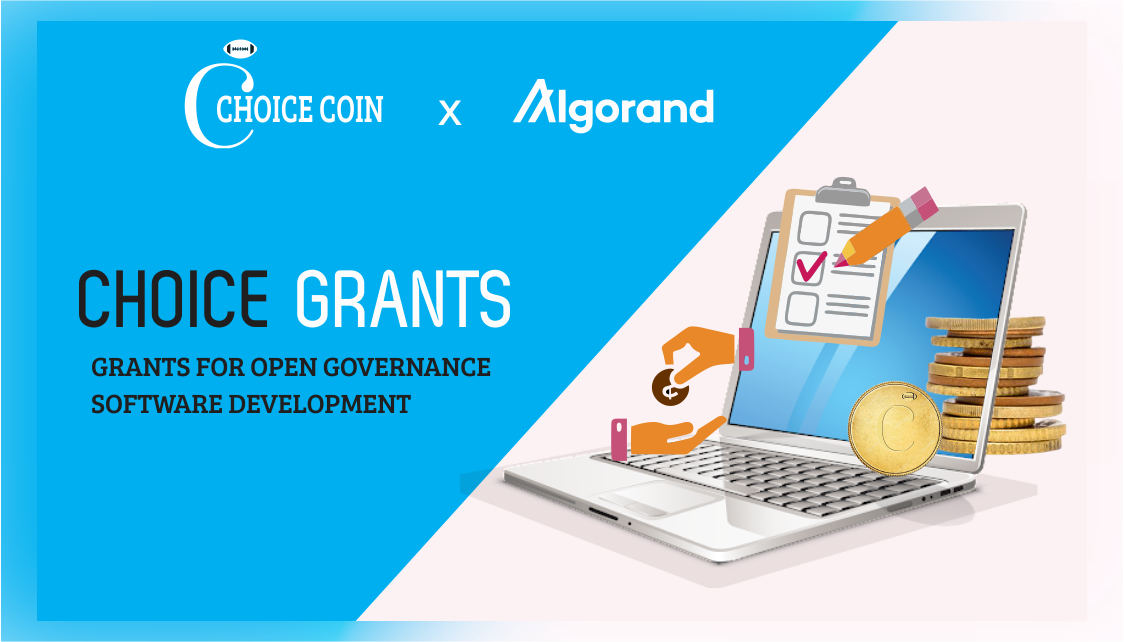 CHOICE COIN x Algorand
CHOICE GRANTS
GRANTS FOR OPEN GOVERNANCE
SOFTWARE DEVELOPMENT
C